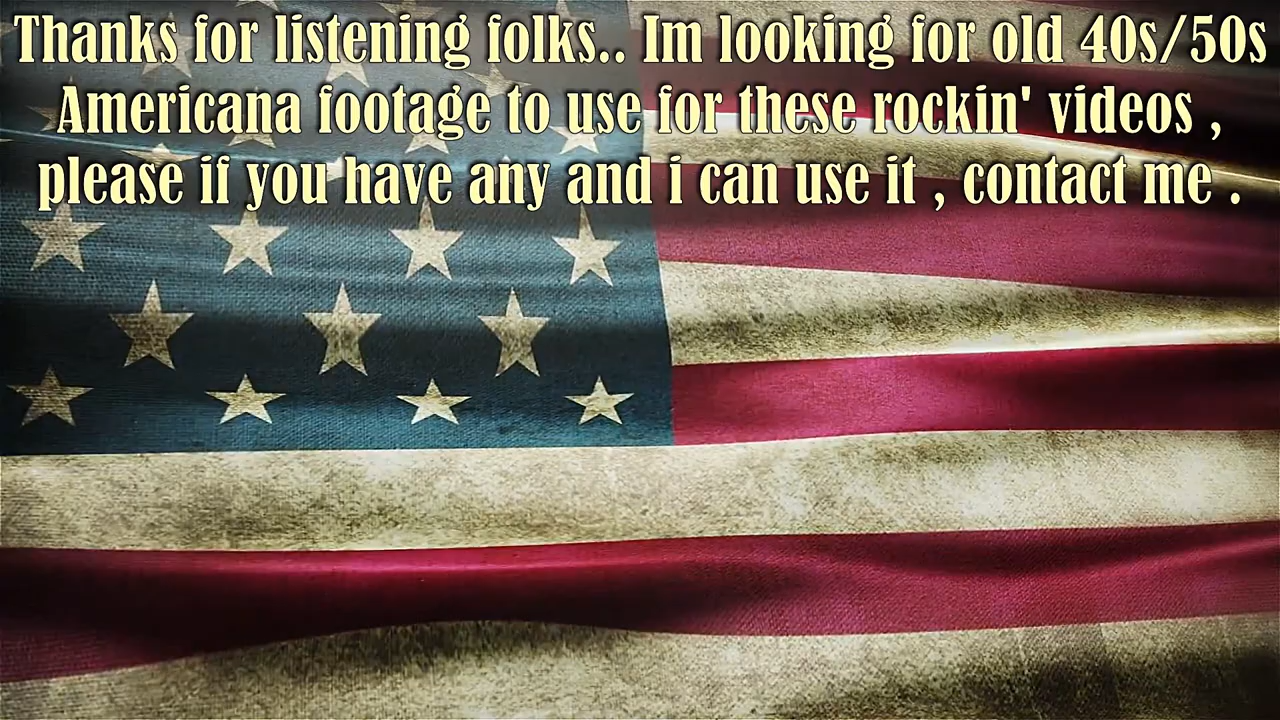 Thanks for listening folks.. Im looking for old 40s/50s
Americana footage to use for these rockin' videos ,
please if you have any and i can use it , contact me .